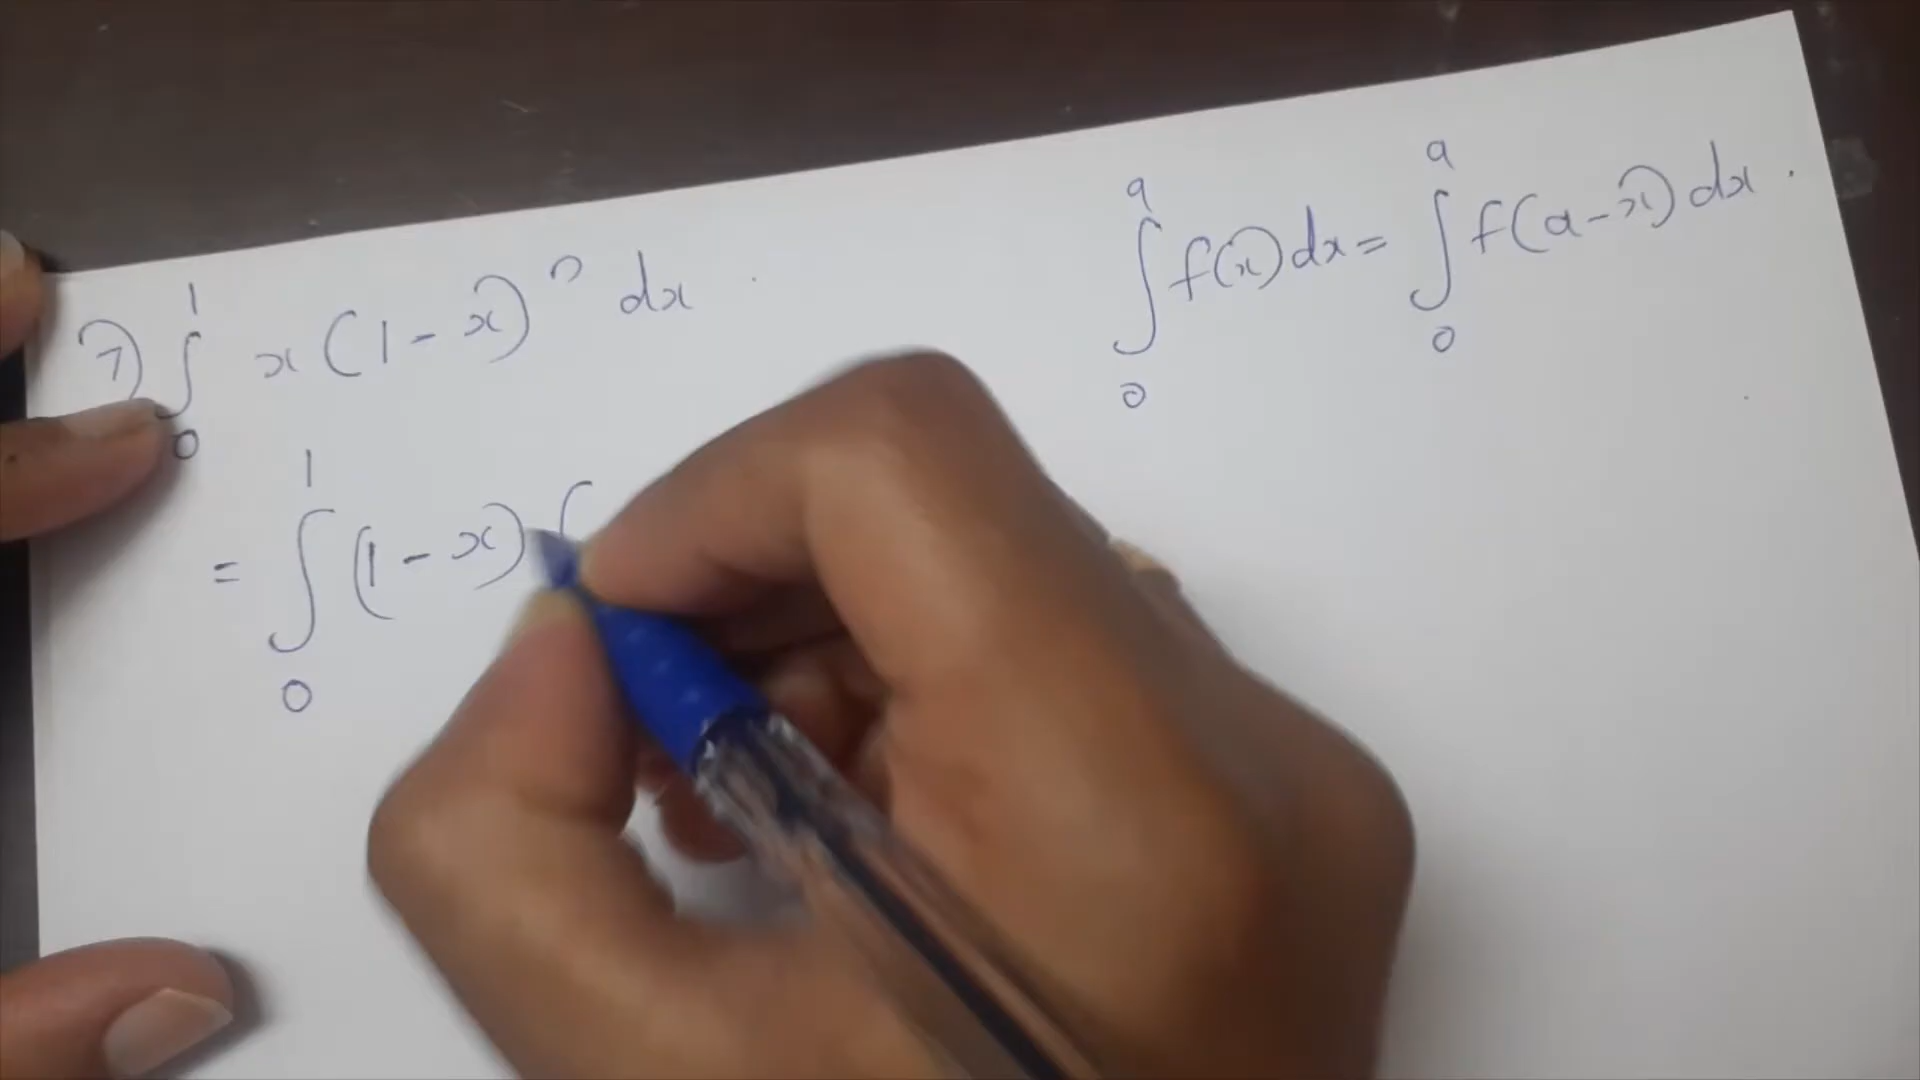 7) ∫₀¹ x(1-x)ⁿ dx.
∫₀ᵃ f(x)dx = ∫₀ᵃ f(a-x)dx.
= ∫₀¹ (1-x)(